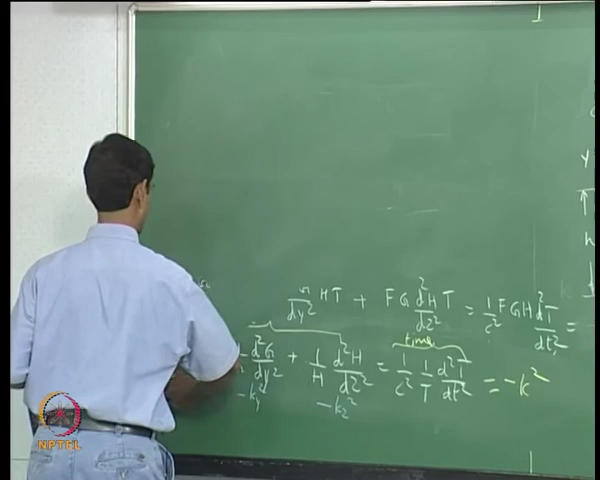 d²G/dy² HT + FG d²H/dz² T = 1/c² FGH d²T/dt² =
time
d²G/dy² + 1/H d²H/dz² = 1/c² 1/T d²T/dt² = -k²
-k₁² -k₂²
y
h
NPTEL